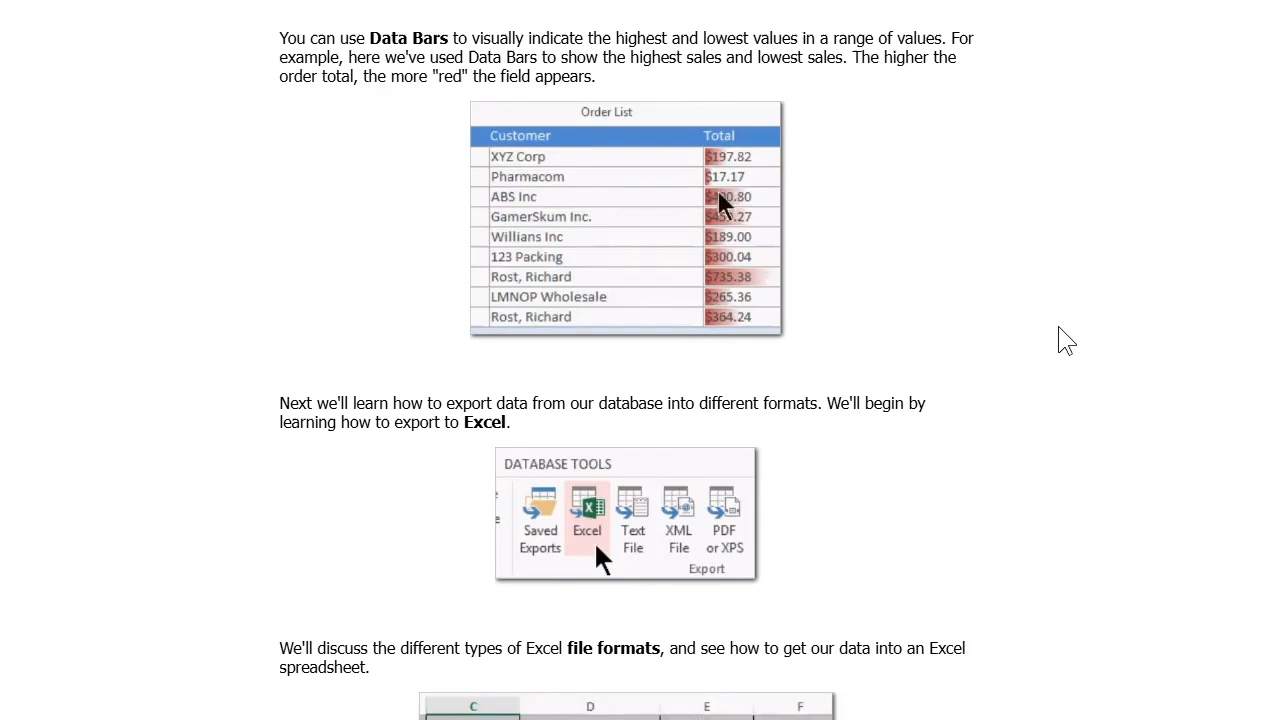 You can use Data Bars to visually indicate the highest and lowest values in a range of values. For
example, here we've used Data Bars to show the highest sales and lowest sales. The higher the
order total, the more "red" the field appears.
Order List
Customer Total
XYZ Corp $197.82
Pharmacom $17.17
ABS Inc
GamerSkum Inc.
Willians Inc $189.00
123 Packing $300.04
Rost, Richard $735.38
LMNOP Wholesale $265.36
Rost, Richard $364.24
Next we'll learn how to export data from our database into different formats. We'll begin by
learning how to export to Excel.
DATABASE TOOLS
Saved Exports
Excel
Text File
XML File
PDF or XPS
Export
We'll discuss the different types of Excel file formats, and see how to get our data into an Excel
spreadsheet.
C D E F